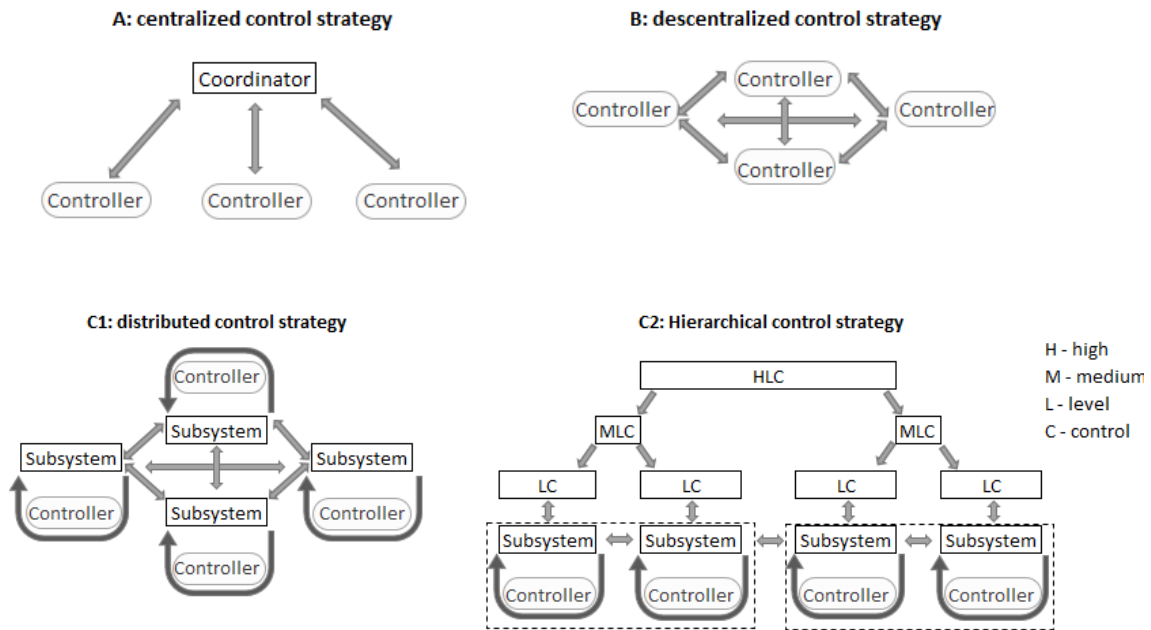 A: centralized control strategy
Coordinator
Controller
Controller
Controller
B: descentralized control strategy
Controller
Controller
Controller
Controller
C1: distributed control strategy
Controller
Subsystem
Subsystem
Subsystem
Controller
Controller
Subsystem
Controller
C2: Hierarchical control strategy
HLC
MLC
MLC
LC
LC
LC
LC
Subsystem
Subsystem
Subsystem
Subsystem
Controller
Controller
Controller
Controller
H - high
M - medium
L - level
C - control